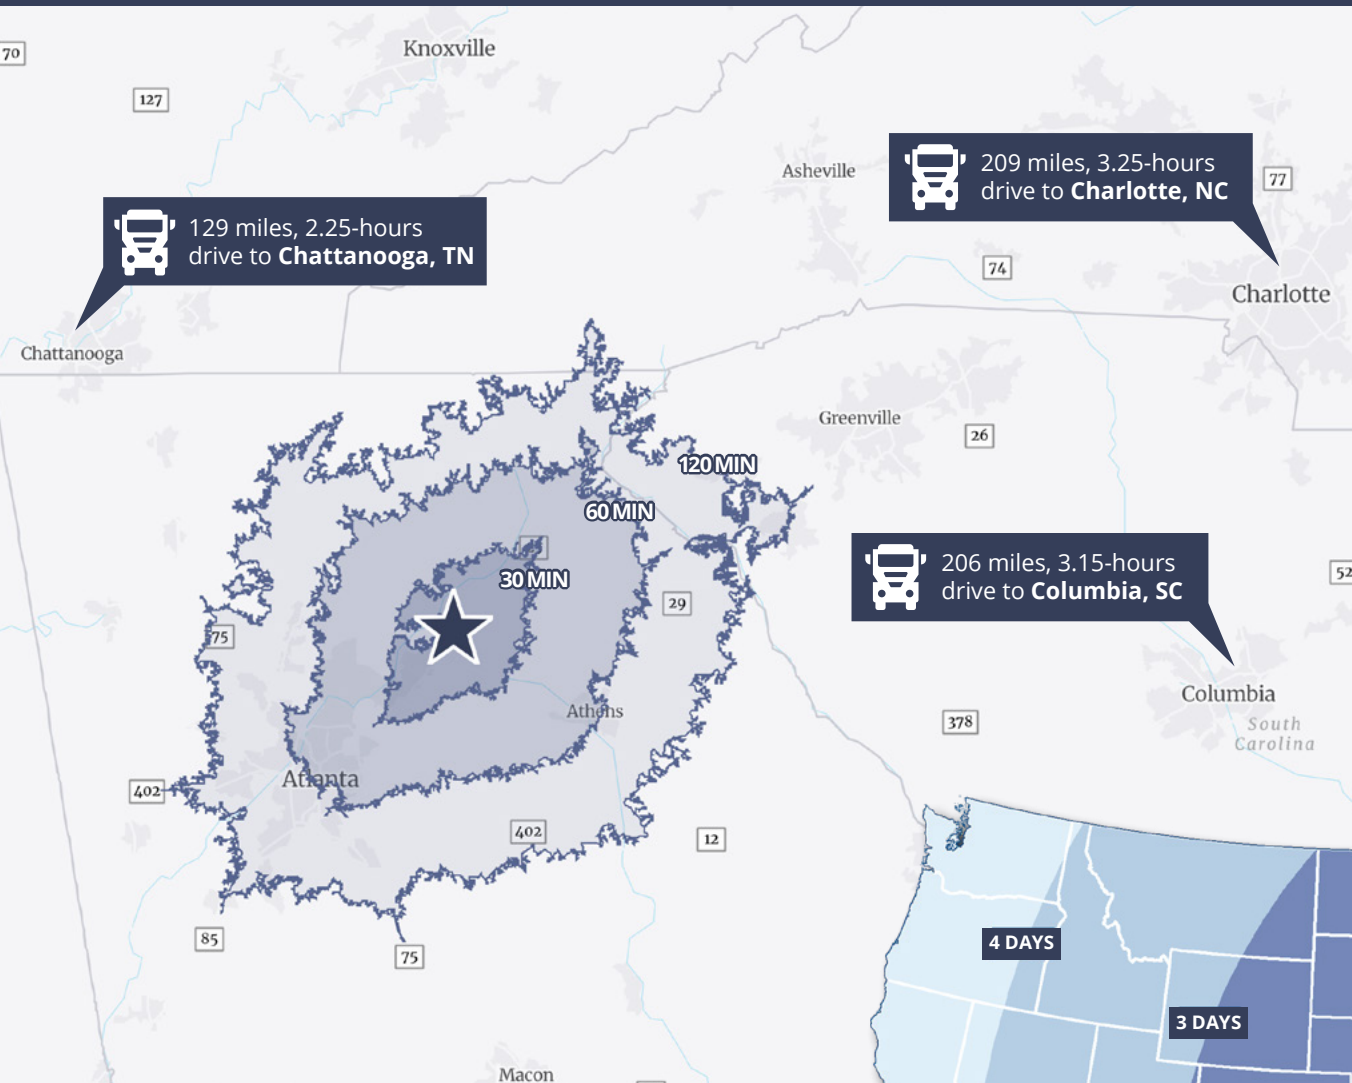 Knoxville
70
127
Asheville
209 miles, 3.25-hours
drive to Charlotte, NC
77
129 miles, 2.25-hours
drive to Chattanooga, TN
74
Charlotte
Chattanooga
Greenville
26
120 MIN
60 MIN
30 MIN
206 miles, 3.15-hours
drive to Columbia, SC
52
29
75
Columbia
Athens
378
South
Carolina
Atlanta
402
402
12
85
75
4 DAYS
3 DAYS
Macon